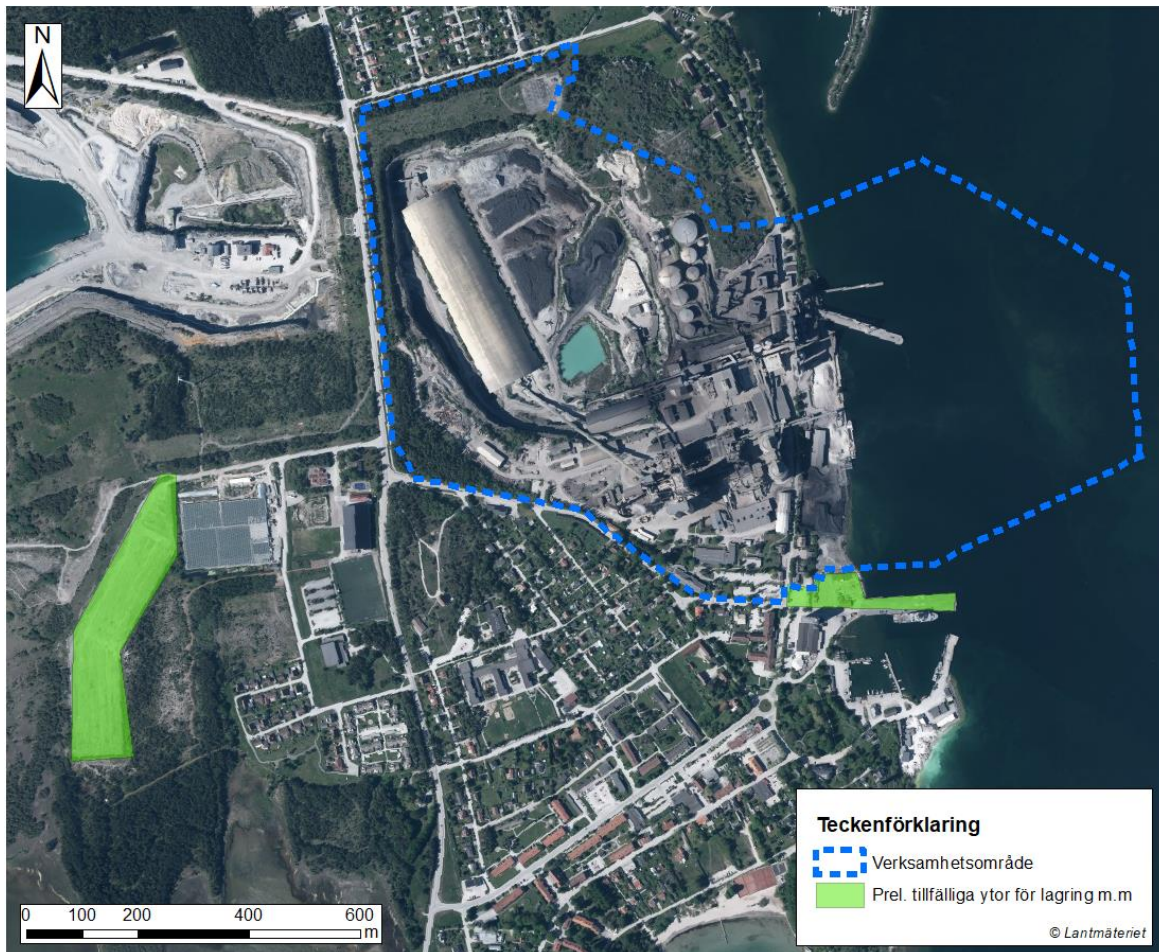 N
Teckenförklaring
Verksamhetsområde
Prel. tillfälliga ytor för lagring m.m
© Lantmäteriet
0 100 200 400 600
m